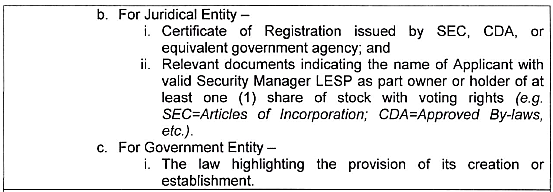 b. For Juridical Entity –
i. Certificate of Registration issued by SEC, CDA, or
equivalent government agency; and
ii. Relevant documents indicating the name of Applicant with
valid Security Manager LESP as part owner or holder of at
least one (1) share of stock with voting rights (e.g.
SEC=Articles of Incorporation; CDA=Approved By-laws,
etc.).
c. For Government Entity –
i. The law highlighting the provision of its creation or
establishment.